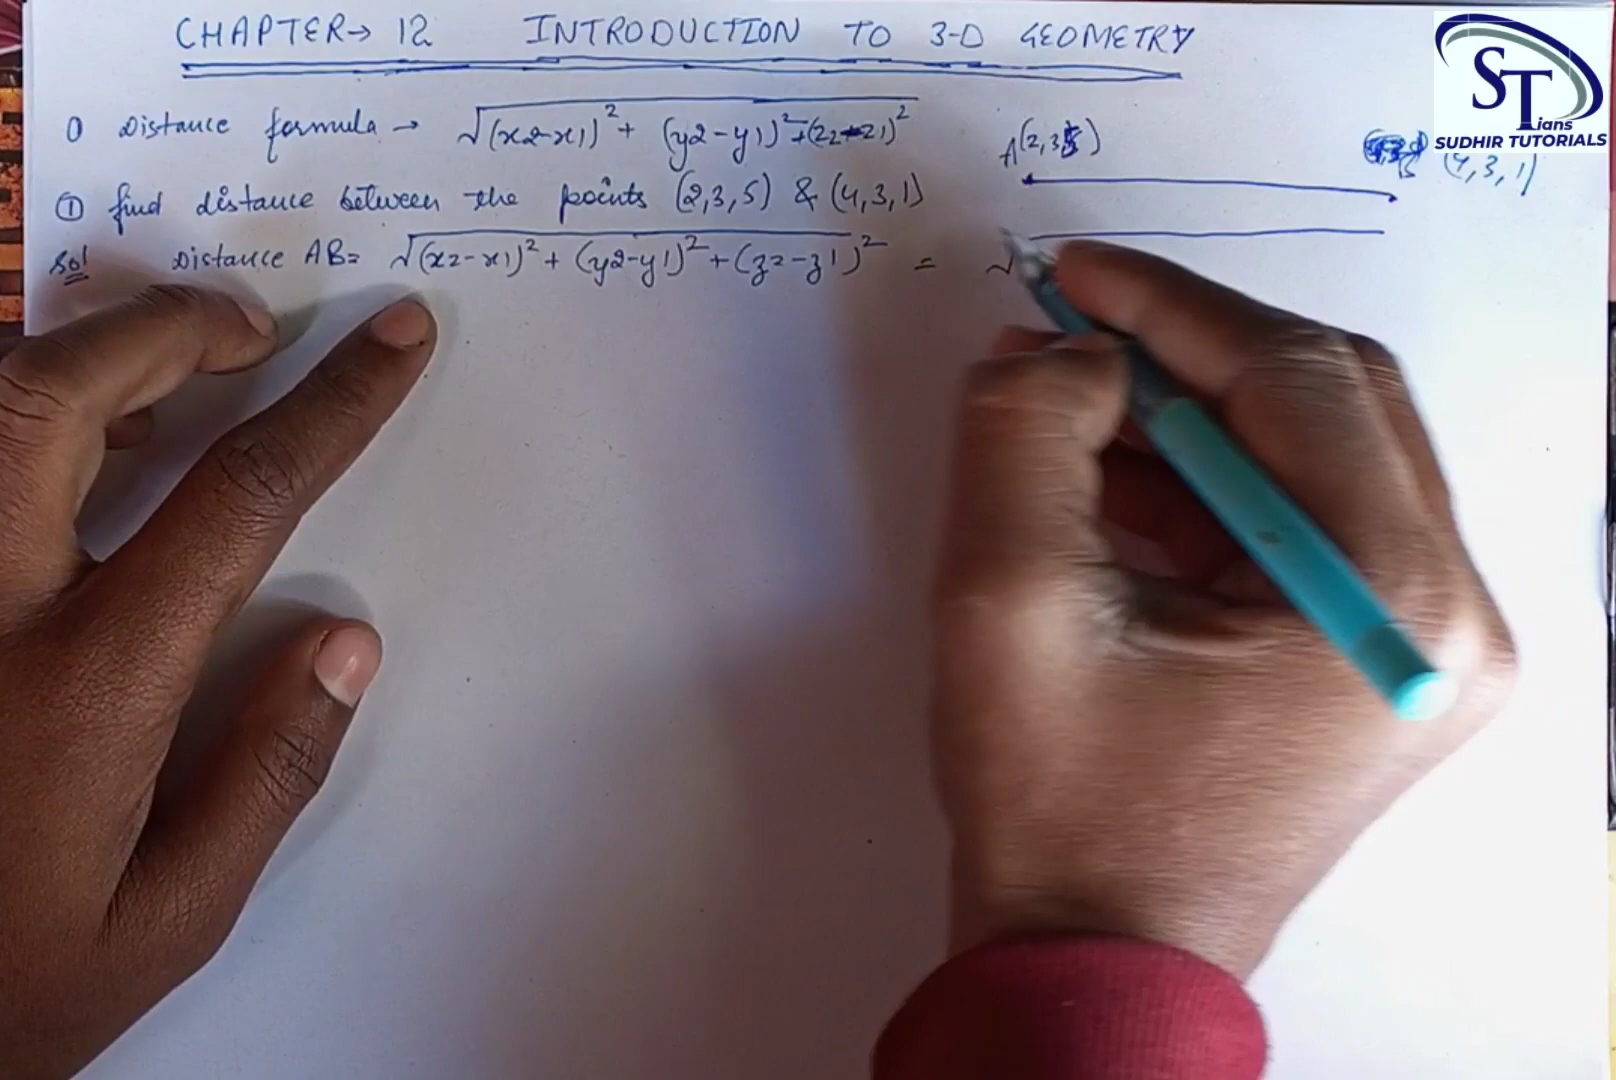 CHAPTER→ 12 INTRODUCTION TO 3-D GEOMETRY
ST
ians
SUDHIR TUTORIALS
0 Distance formula → √(x2-x1)² + (y2-y1)²+(z2-z1)²
A(2,3,5)
B (4,3,1)
① find distance between the points (2,3,5) & (4,3,1)
Sol Distance AB= √(x2-x1)² + (y2-y1)² + (z2-z1)² = √